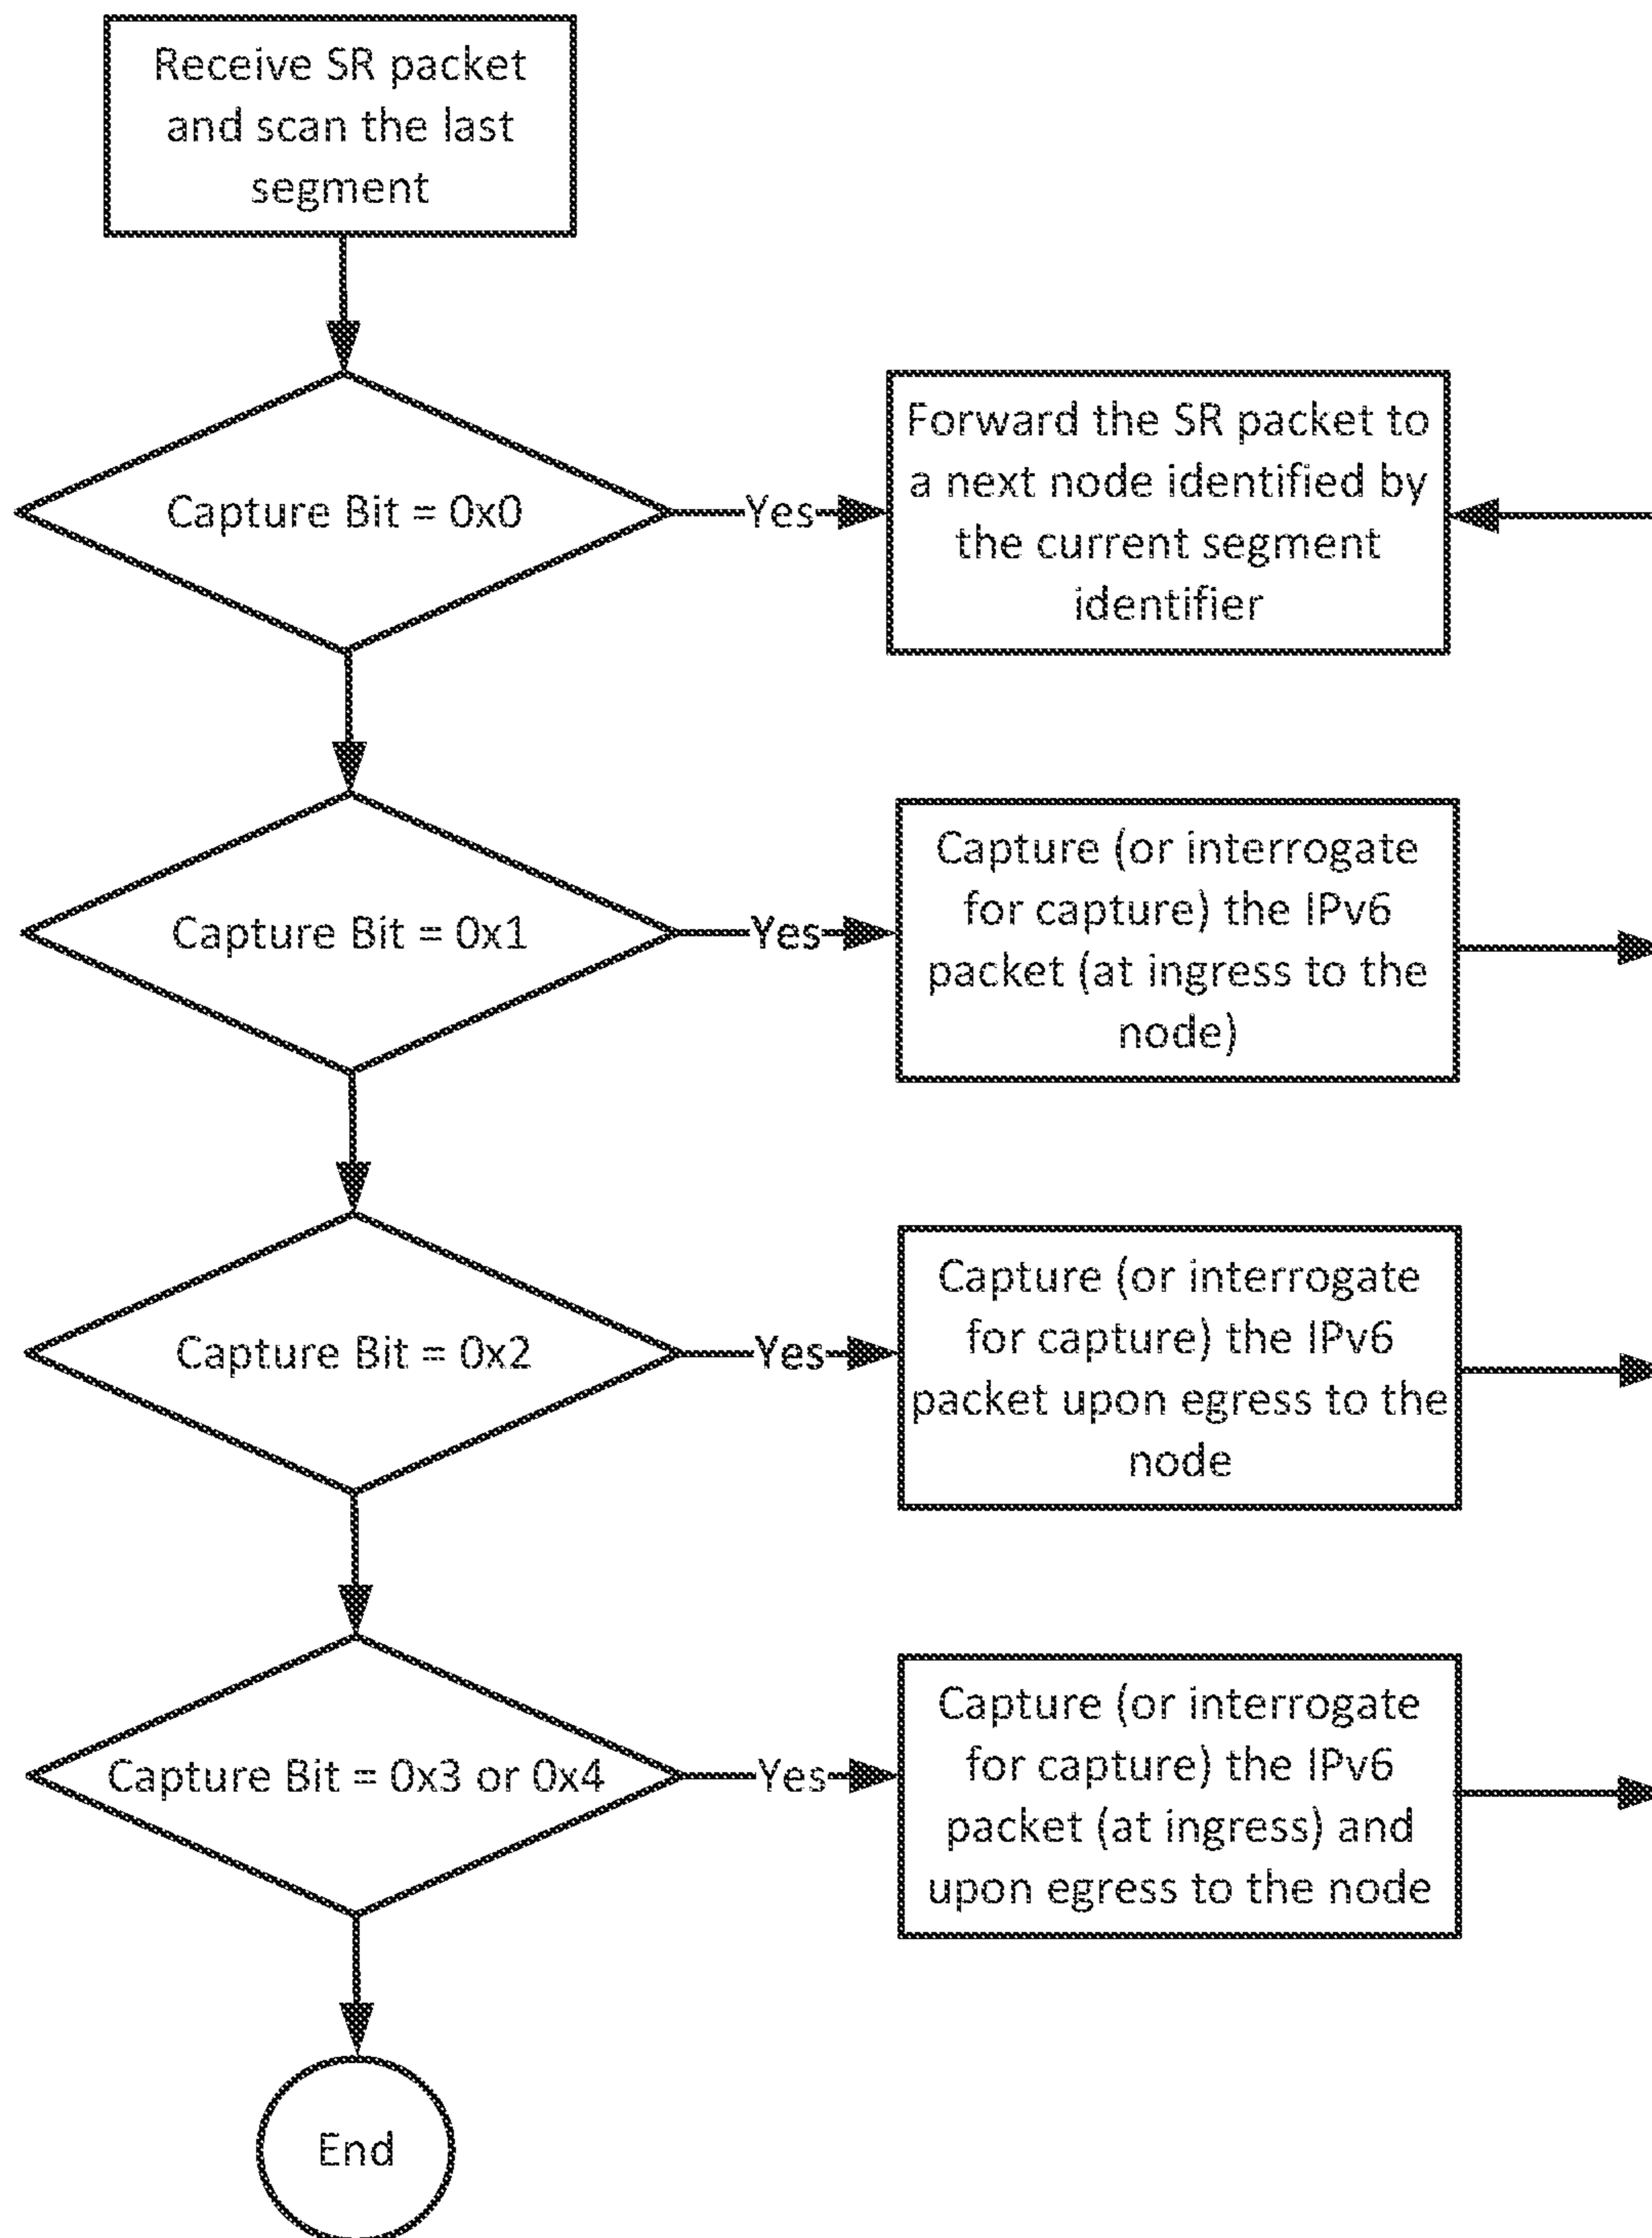 Receive SR packet
and scan the last
segment
Capture Bit = 0x0
Yes
Forward the SR packet to
a next node identified by
the current segment
identifier
Capture Bit = 0x1
Yes
Capture (or interrogate
for capture) the IPv6
packet (at ingress to the
node)
Capture Bit = 0x2
Yes
Capture (or interrogate
for capture) the IPv6
packet upon egress to the
node
Capture Bit = 0x3 or 0x4
Yes
Capture (or interrogate
for capture) the IPv6
packet (at ingress) and
upon egress to the node
End